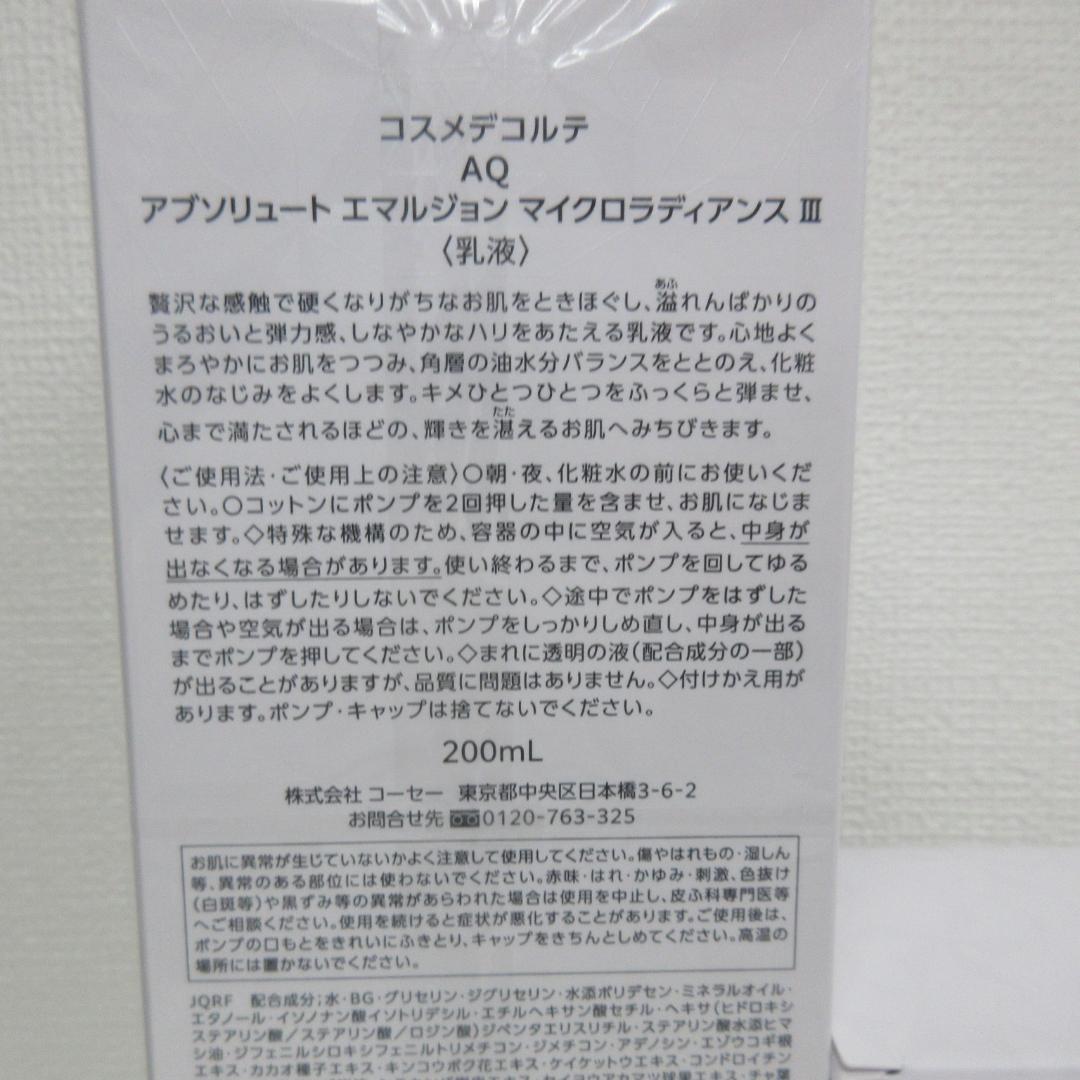 コスメデコルテ
AQ
アブソリュート エマルジョン マイクロラディアンス Ⅲ
〈乳液〉
贅沢な感触で硬くなりがちなお肌をときほぐし、溢れんばかりの
うるおいと弾力感、しなやかなハリをあたえる乳液です。心地よく
まろやかにお肌をつつみ、角層の油水分バランスをととのえ、化粧
水のなじみをよくします。キメひとつひとつをふっくらと弾ませ、
心まで満たされるほどの、輝きを湛えるお肌へみちびきます。
〈ご使用法・ご使用上の注意〉○朝・夜、化粧水の前にお使いくだ
さい。○コットンにポンプを2回押した量を含ませ、お肌になじま
せます。◇特殊な機構のため、容器の中に空気が入ると、中身が
出なくなる場合があります。使い終わるまで、ポンプを回してゆる
めたり、はずしたりしないでください。◇途中でポンプをはずした
場合や空気が出る場合は、ポンプをしっかりしめ直し、中身が出る
までポンプを押してください。◇まれに透明の液(配合成分の一部)
が出ることがありますが、品質に問題はありません。◇付けかえ用が
あります。ポンプ・キャップは捨てないでください。
200mL
株式会社 コーセー 東京都中央区日本橋3-6-2
お問合せ先 0120-763-325
お肌に異常が生じていないかよく注意して使用してください。傷やはれもの・湿しん
等、異常のある部位には使わないでください。赤味・はれ・かゆみ・刺激、色抜け
(白斑等)や黒ずみ等の異常があらわれた場合は使用を中止し、皮ふ科専門医等
へご相談ください。使用を続けると症状が悪化することがあります。ご使用後は、
ポンプの口もとをきれいにふきとり、キャップをきちんとしめてください。高温の
場所には置かないでください。
JQRF 配合成分;水・BG・グリセリン・ジグリセリン・水添ポリデセン・ミネラルオイル・
エタノール・イソノナン酸イソトリデシル・エチルヘキサン酸セチル・ヘキサ(ヒドロキシ
ステアリン酸/ステアリン酸/ロジン酸)ジペンタエリスリチル・ステアリン酸水添ヒマ
シ油・ジフェニルシロキシフェニルトリメチコン・ジメチコン・アデノシン・エゾウコギ根
エキス・カカオ種子エキス・キンコウボク花エキス・ケイケットウエキス・コンドロイチン